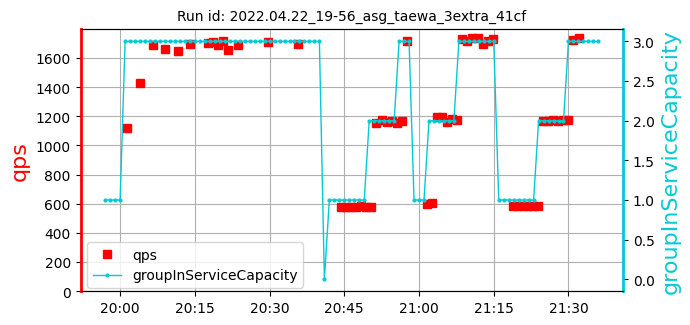 Run id: 2022.04.22_19-56_asg_taewa_3extra_41cf
qps
1600
1400
1200
1000
800
600
400
200
0
3.0
2.5
2.0
1.5
1.0
0.5
0.0
groupInServiceCapacity
qps
groupInServiceCapacity
20:00 20:15 20:30 20:45 21:00 21:15 21:30